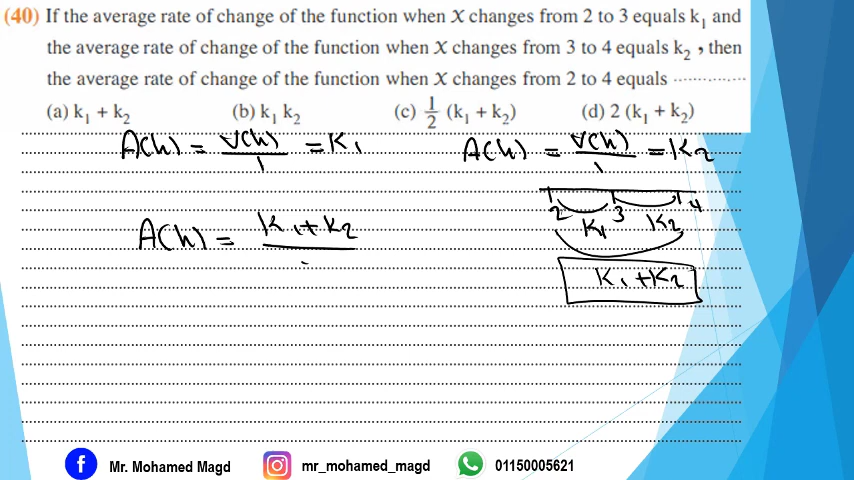 (40) If the average rate of change of the function when X changes from 2 to 3 equals k₁ and
the average rate of change of the function when X changes from 3 to 4 equals k₂ , then
the average rate of change of the function when X changes from 2 to 4 equals ................
(a) k₁ + k₂ (b) k₁ k₂ (c) 1/2 (k₁ + k₂) (d) 2 (k₁ + k₂)
A(h) = V(h)/1 = K₁ A(h) = V(h)/1 = K₂
2 3 4
K₁ K₂
A(h) = K₁ + K₂
K₁ + K₂
Mr. Mohamed Magd mr_mohamed_magd 01150005621